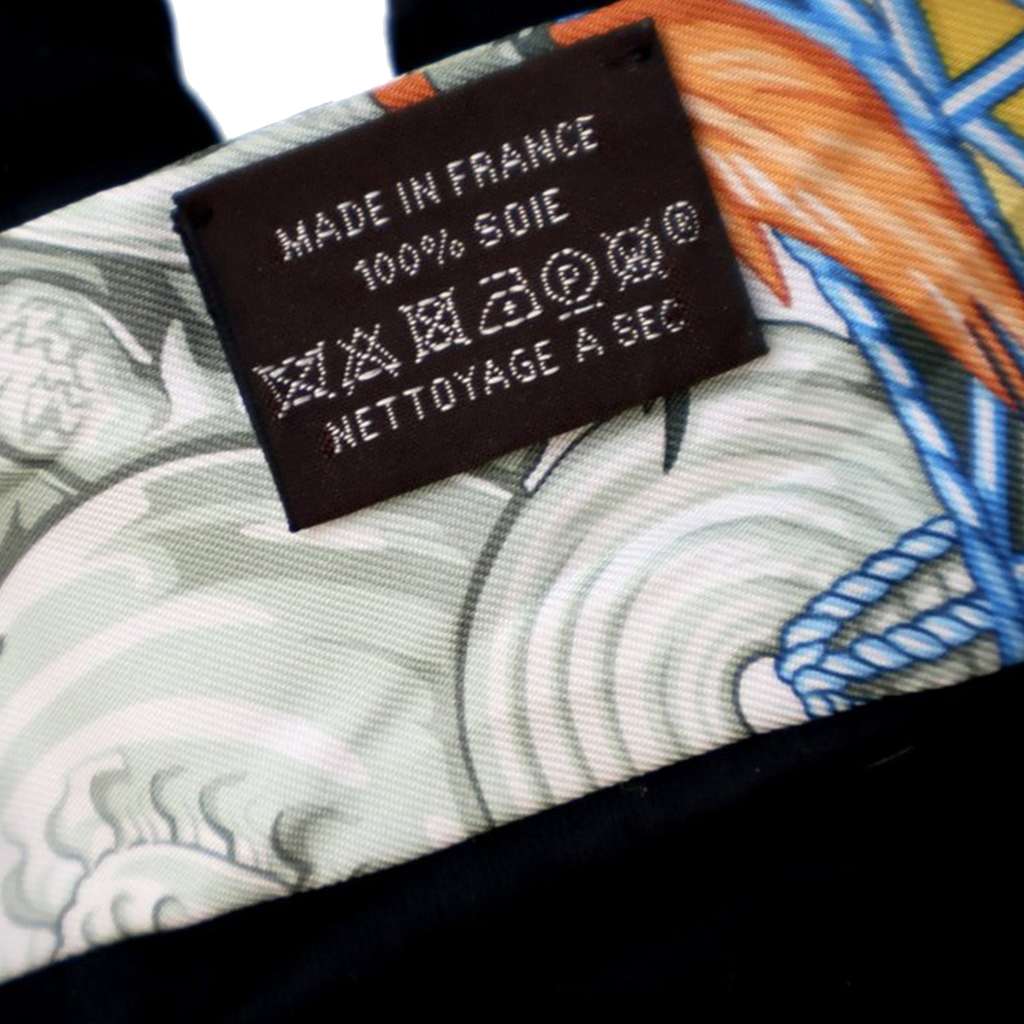 MADE IN FRANCE
100% SOIE
P ®
NETTOYAGE A SEC